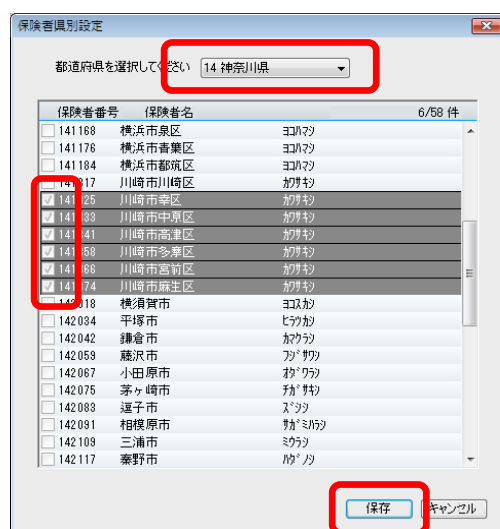 保険者県別設定
都道府県を選択してください 14 神奈川県
保険者番号 保険者名 6/58 件
141168 横浜市泉区 ﾖｺﾊﾏｼ
141176 横浜市青葉区 ﾖｺﾊﾏｼ
141184 横浜市都筑区 ﾖｺﾊﾏｼ
141317 川崎市川崎区 ｶﾜｻｷｼ
141325 川崎市幸区 ｶﾜｻｷｼ
141333 川崎市中原区 ｶﾜｻｷｼ
141341 川崎市高津区 ｶﾜｻｷｼ
141358 川崎市多摩区 ｶﾜｻｷｼ
141366 川崎市宮前区 ｶﾜｻｷｼ
141374 川崎市麻生区 ｶﾜｻｷｼ
142018 横須賀市 ﾖｺｽｶｼ
142034 平塚市 ﾋﾗﾂｶｼ
142042 鎌倉市 ｶﾏｸﾗｼ
142059 藤沢市 ﾌｼﾞｻﾜｼ
142067 小田原市 ｵﾀﾞﾜﾗｼ
142075 茅ヶ崎市 ﾁｶﾞｻｷｼ
142083 逗子市 ｽﾞｼｼ
142091 相模原市 ｻｶﾞﾐﾊﾗｼ
142109 三浦市 ﾐｳﾗｼ
142117 秦野市 ﾊﾀﾞﾉｼ
保存 キャンセル